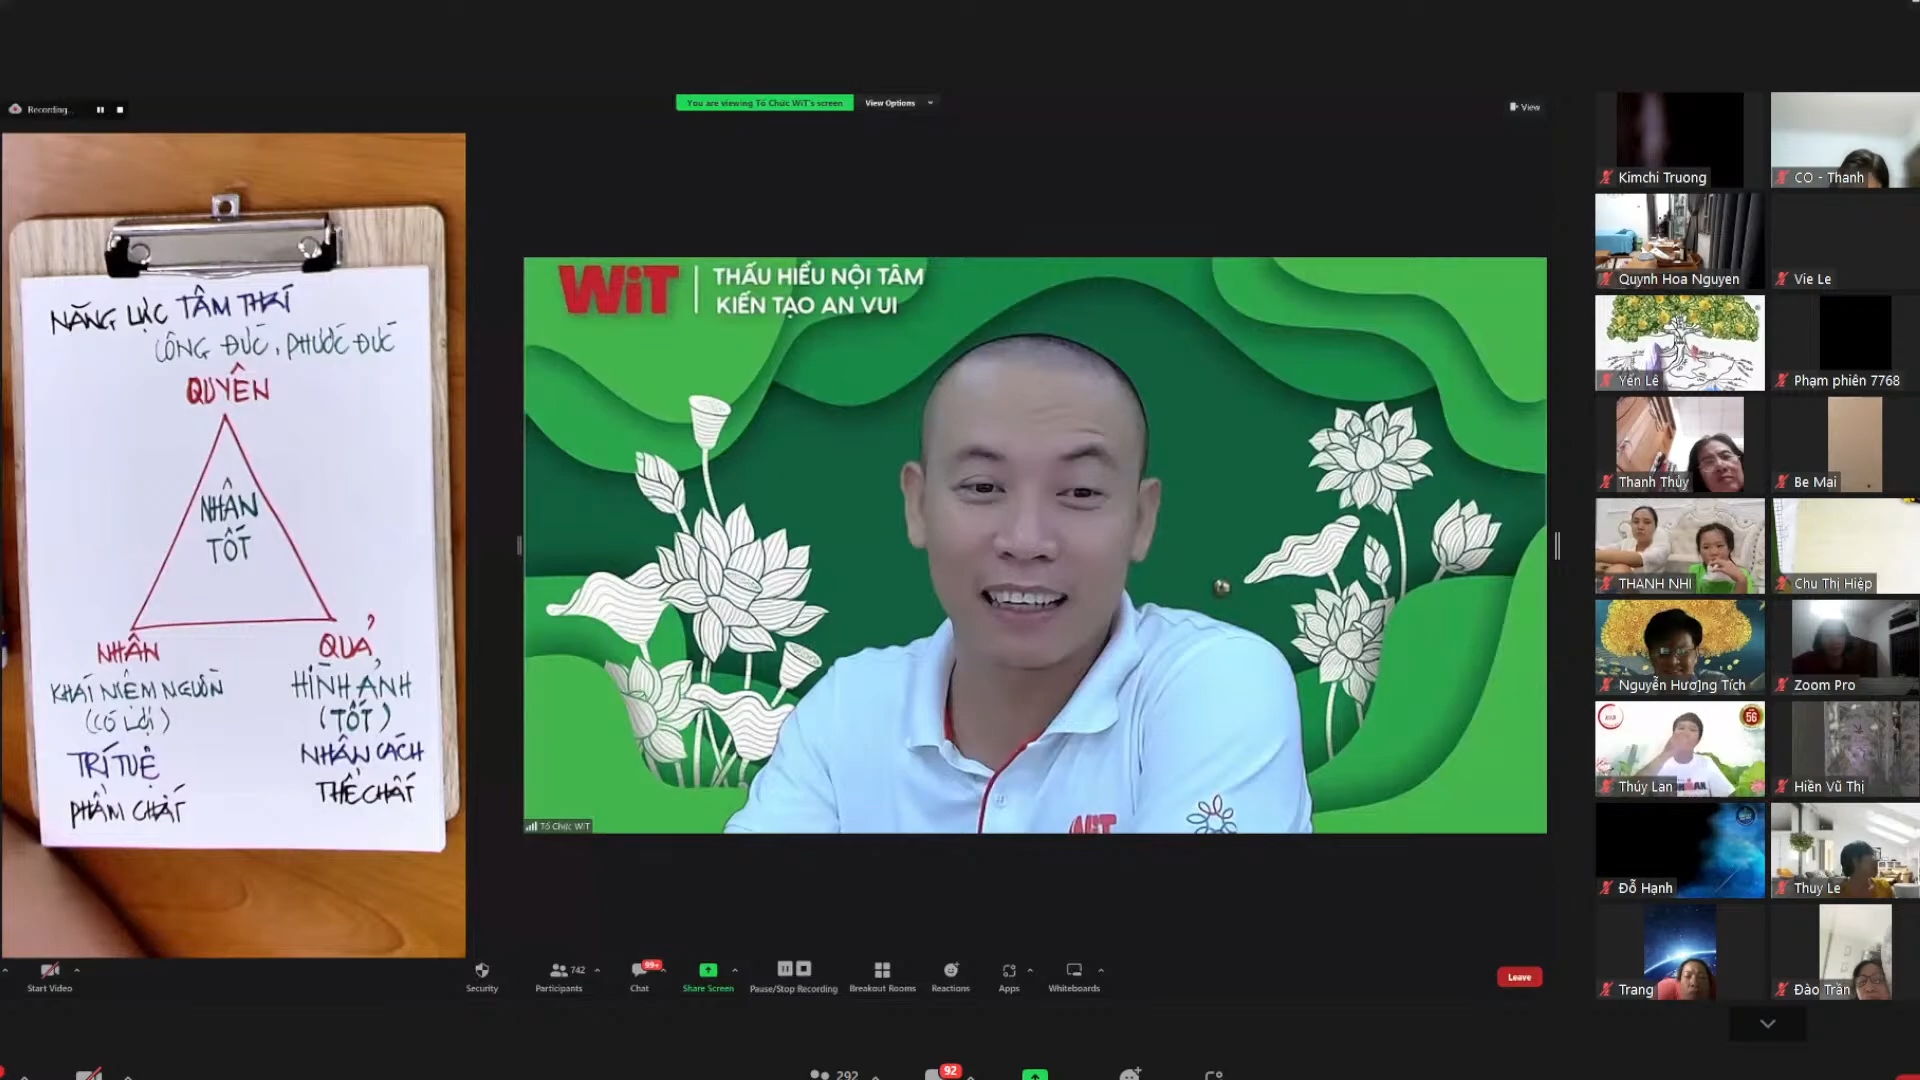 Recording...
You are viewing Tổ Chức WiT's screen
View Options
View
NĂNG LỰC TÂM THÁI
CÔNG ĐỨC, PHƯỚC ĐỨC
QUYÊN
NHÂN
TỐT
NHÂN
QUẢ
KHÁI NIỆM NGUỒN
(CÓ LỢI)
TRÍ TUỆ
PHẨM CHẤT
HÌNH ẢNH
(TỐT)
NHÂN CÁCH
THỂ CHẤT
WiT
THẤU HIỂU NỘI TÂM
KIẾN TẠO AN VUI
WiT
Tổ Chức WiT
Kimchi Truong
CO - Thanh
Quynh Hoa Nguyen
Vie Le
Yến Lê
Phạm phiên 7768
Thanh Thủy
Be Mai
THANH NHI
Chu Thị Hiệp
Nguyễn Hương Tích
Zoom Pro
56
Thúy Lan
Hiền Vũ Thị
Đỗ Hạnh
Thuy Le
Trang
Đào Trần
Start Video
Security
742
Participants
99+
Chat
Share Screen
Pause/Stop Recording
Breakout Rooms
Reactions
Apps
Whiteboards
Leave
292
92